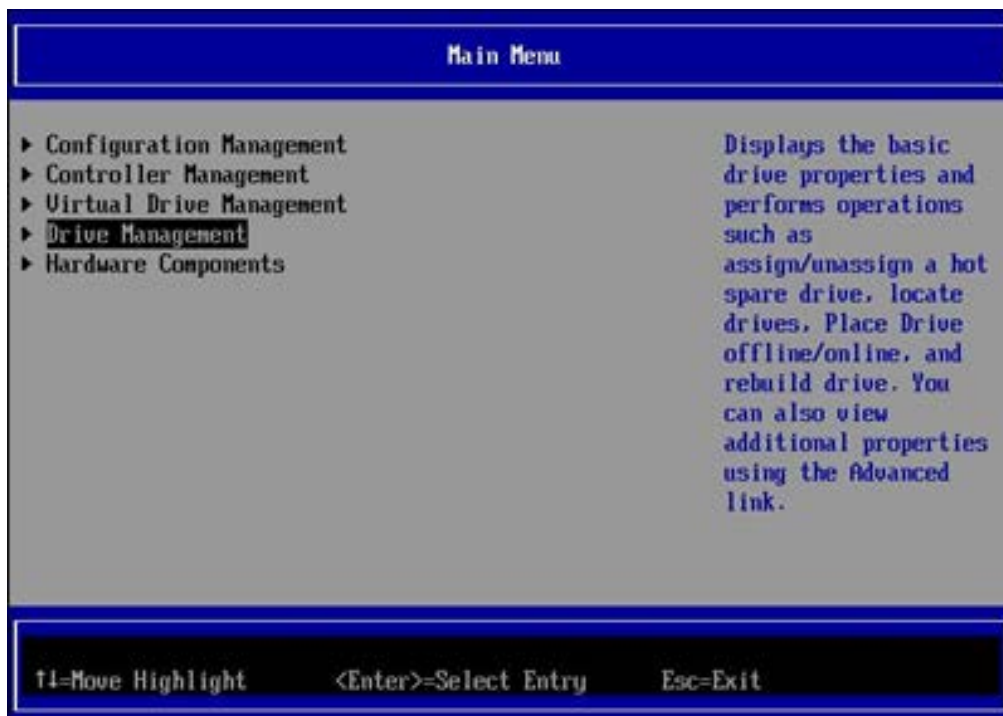 Main Menu
▶ Configuration Management
▶ Controller Management
▶ Virtual Drive Management
▶ Drive Management
▶ Hardware Components
Displays the basic
drive properties and
performs operations
such as
assign/unassign a hot
spare drive, locate
drives, Place Drive
offline/online, and
rebuild drive. You
can also view
additional properties
using the Advanced
link.
↑↓=Move Highlight <Enter>=Select Entry Esc=Exit